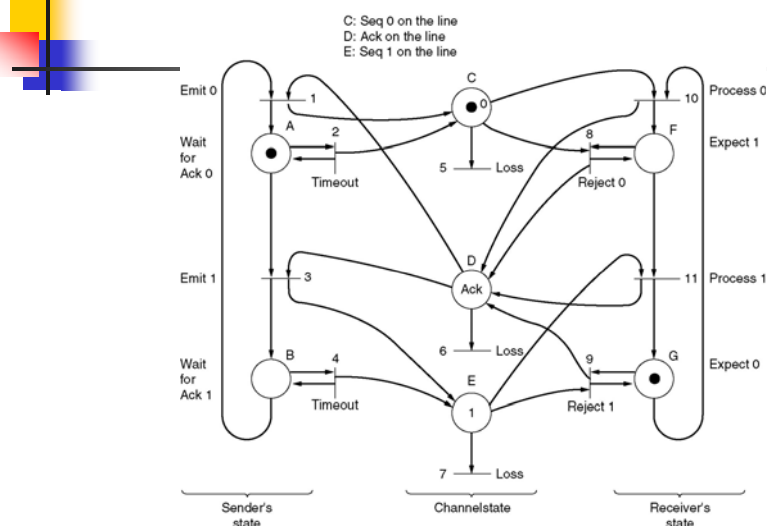 C: Seq 0 on the line
D: Ack on the line
E: Seq 1 on the line
C
Emit 0
1
0
10
Process 0
A
2
8
F
Wait
for
Ack 0
Expect 1
5
Loss
Timeout
Reject 0
D
Emit 1
3
Ack
11
Process 1
6
Loss
B
4
9
G
Wait
for
Ack 1
Expect 0
E
Timeout
1
Reject 1
7
Loss
Sender's
state
Channelstate
Receiver's
state